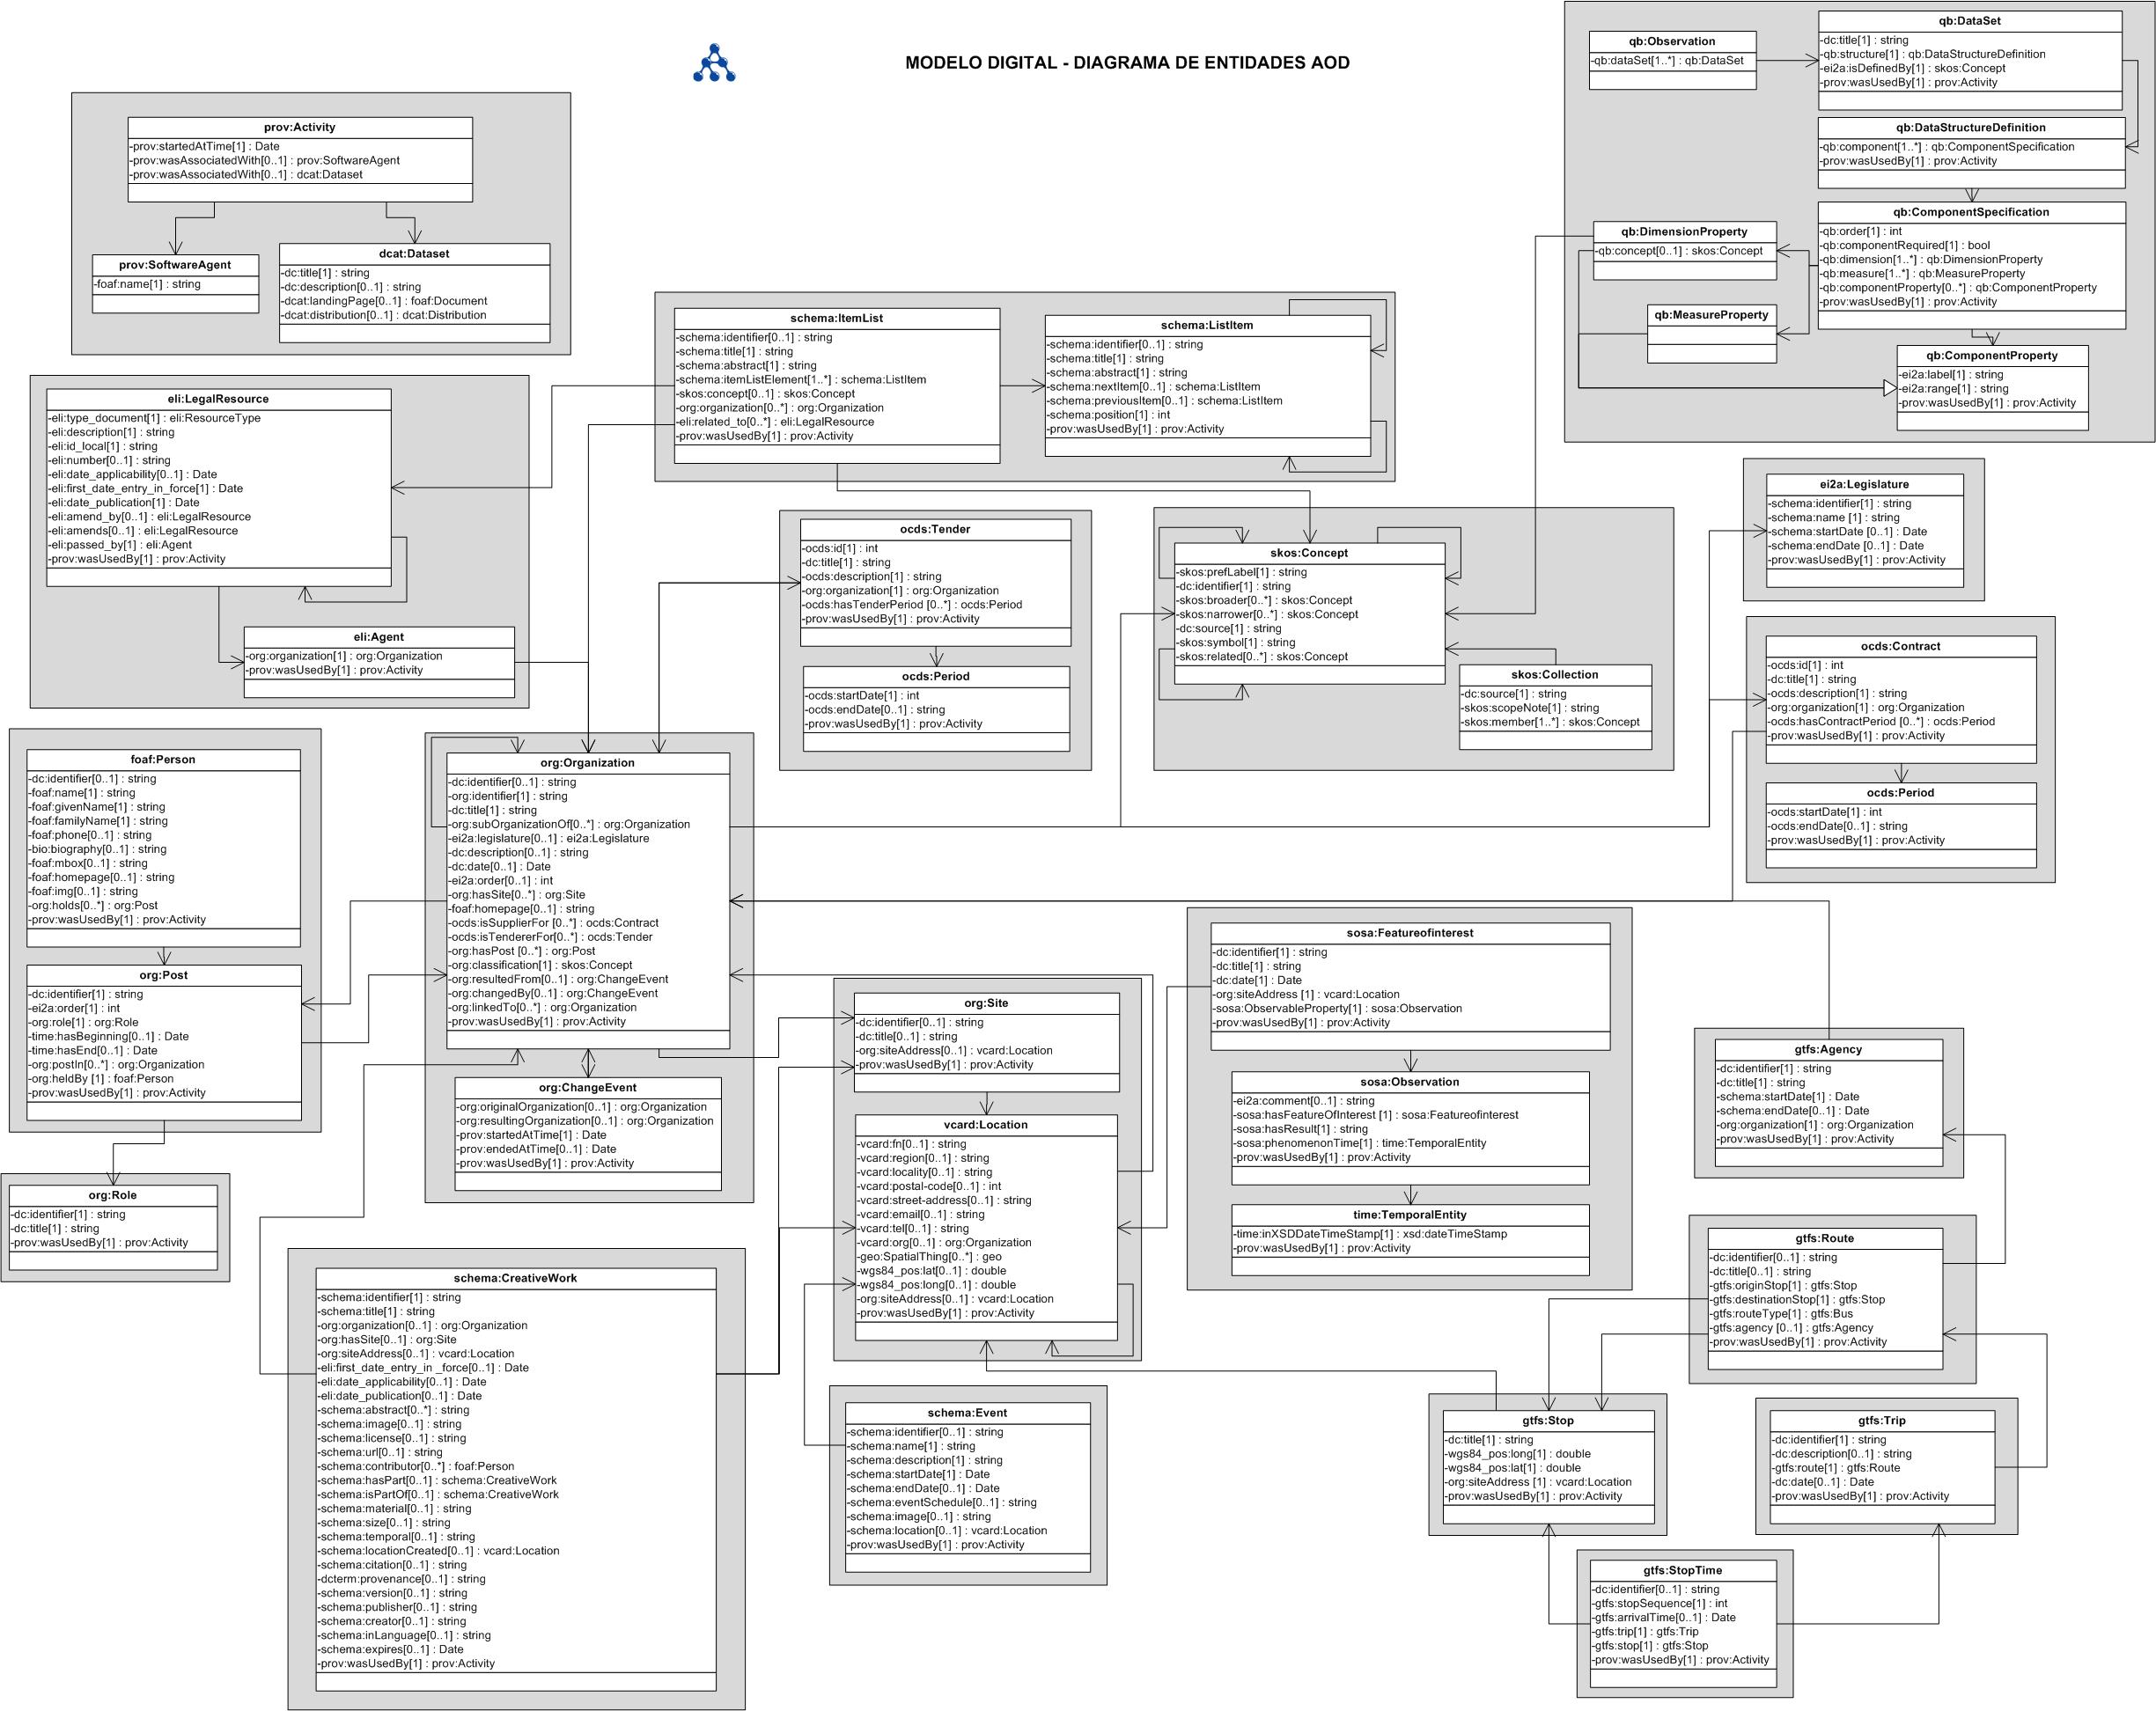 MODELO DIGITAL - DIAGRAMA DE ENTIDADES AOD
prov:Activity
-prov:startedAtTime[1] : Date
-prov:wasAssociatedWith[0..1] : prov:SoftwareAgent
-prov:wasAssociatedWith[0..1] : dcat:Dataset
prov:SoftwareAgent
-foaf:name[1] : string
dcat:Dataset
-dc:title[1] : string
-dc:description[0..1] : string
-dcat:landingPage[0..1] : foaf:Document
-dcat:distribution[0..1] : dcat:Distribution
qb:Observation
-qb:dataSet[1..*] : qb:DataSet
qb:DataSet
-dc:title[1] : string
-qb:structure[1] : qb:DataStructureDefinition
-ei2a:isDefinedBy[1] : skos:Concept
-prov:wasUsedBy[1] : prov:Activity
qb:DataStructureDefinition
-qb:component[1..*] : qb:ComponentSpecification
-prov:wasUsedBy[1] : prov:Activity
qb:ComponentSpecification
-qb:order[1] : int
-qb:componentRequired[1] : bool
-qb:dimension[1..*] : qb:DimensionProperty
-qb:measure[1..*] : qb:MeasureProperty
-qb:componentProperty[0..*] : qb:ComponentProperty
-prov:wasUsedBy[1] : prov:Activity
qb:DimensionProperty
-qb:concept[0..1] : skos:Concept
qb:MeasureProperty
qb:ComponentProperty
-ei2a:label[1] : string
-ei2a:range[1] : string
-prov:wasUsedBy[1] : prov:Activity
schema:ItemList
-schema:identifier[0..1] : string
-schema:title[1] : string
-schema:abstract[1] : string
-schema:itemListElement[1..*] : schema:ListItem
-skos:concept[0..1] : skos:Concept
-org:organization[0..*] : org:Organization
-eli:related_to[0..*] : eli:LegalResource
-prov:wasUsedBy[1] : prov:Activity
schema:ListItem
-schema:identifier[0..1] : string
-schema:title[1] : string
-schema:abstract[1] : string
-schema:nextItem[0..1] : schema:ListItem
-schema:previousItem[0..1] : schema:ListItem
-schema:position[1] : int
-prov:wasUsedBy[1] : prov:Activity
eli:LegalResource
-eli:type_document[1] : eli:ResourceType
-eli:description[1] : string
-eli:id_local[1] : string
-eli:number[0..1] : string
-eli:date_applicability[0..1] : Date
-eli:first_date_entry_in_force[1] : Date
-eli:date_publication[1] : Date
-eli:amend_by[0..1] : eli:LegalResource
-eli:amends[0..1] : eli:LegalResource
-eli:passed_by[1] : eli:Agent
-prov:wasUsedBy[1] : prov:Activity
eli:Agent
-org:organization[1] : org:Organization
-prov:wasUsedBy[1] : prov:Activity
ocds:Tender
-ocds:id[1] : int
-dc:title[1] : string
-ocds:description[1] : string
-org:organization[1] : org:Organization
-ocds:hasTenderPeriod [0..*] : ocds:Period
-prov:wasUsedBy[1] : prov:Activity
ocds:Period
-ocds:startDate[1] : int
-ocds:endDate[0..1] : string
-prov:wasUsedBy[1] : prov:Activity
skos:Concept
-skos:prefLabel[1] : string
-dc:identifier[1] : string
-skos:broader[0..*] : skos:Concept
-skos:narrower[0..*] : skos:Concept
-dc:source[1] : string
-skos:symbol[1] : string
-skos:related[0..*] : skos:Concept
skos:Collection
-dc:source[1] : string
-skos:scopeNote[1] : string
-skos:member[1..*] : skos:Concept
ei2a:Legislature
-schema:identifier[1] : string
-schema:name [1] : string
-schema:startDate [0..1] : Date
-schema:endDate [0..1] : Date
-prov:wasUsedBy[1] : prov:Activity
ocds:Contract
-ocds:id[1] : int
-dc:title[1] : string
-ocds:description[1] : string
-org:organization[1] : org:Organization
-ocds:hasContractPeriod [0..*] : ocds:Period
-prov:wasUsedBy[1] : prov:Activity
ocds:Period
-ocds:startDate[1] : int
-ocds:endDate[0..1] : string
-prov:wasUsedBy[1] : prov:Activity
foaf:Person
-dc:identifier[0..1] : string
-foaf:name[1] : string
-foaf:givenName[1] : string
-foaf:familyName[1] : string
-foaf:phone[0..1] : string
-bio:biography[0..1] : string
-foaf:mbox[0..1] : string
-foaf:homepage[0..1] : string
-foaf:img[0..1] : string
-org:holds[0..*] : org:Post
-prov:wasUsedBy[1] : prov:Activity
org:Post
-dc:identifier[1] : string
-ei2a:order[1] : int
-org:role[1] : org:Role
-time:hasBeginning[0..1] : Date
-time:hasEnd[0..1] : Date
-org:postIn[0..*] : org:Organization
-org:heldBy [1] : foaf:Person
-prov:wasUsedBy[1] : prov:Activity
org:Role
-dc:identifier[1] : string
-dc:title[1] : string
-prov:wasUsedBy[1] : prov:Activity
org:Organization
-dc:identifier[0..1] : string
-org:identifier[1] : string
-dc:title[1] : string
-org:subOrganizationOf[0..*] : org:Organization
-ei2a:legislature[0..1] : ei2a:Legislature
-dc:description[0..1] : string
-dc:date[0..1] : Date
-ei2a:order[0..1] : int
-org:hasSite[0..*] : org:Site
-foaf:homepage[0..1] : string
-ocds:isSupplierFor [0..*] : ocds:Contract
-ocds:isTendererFor[0..*] : ocds:Tender
-org:hasPost [0..*] : org:Post
-org:classification[1] : skos:Concept
-org:resultedFrom[0..1] : org:ChangeEvent
-org:changedBy[0..1] : org:ChangeEvent
-org:linkedTo[0..*] : org:Organization
-prov:wasUsedBy[1] : prov:Activity
org:ChangeEvent
-org:originalOrganization[0..1] : org:Organization
-org:resultingOrganization[0..1] : org:Organization
-prov:startedAtTime[1] : Date
-prov:endedAtTime[0..1] : Date
-prov:wasUsedBy[1] : prov:Activity
org:Site
-dc:identifier[0..1] : string
-dc:title[0..1] : string
-org:siteAddress[0..1] : vcard:Location
-prov:wasUsedBy[1] : prov:Activity
vcard:Location
-vcard:fn[0..1] : string
-vcard:region[0..1] : string
-vcard:locality[0..1] : string
-vcard:postal-code[0..1] : int
-vcard:street-address[0..1] : string
-vcard:email[0..1] : string
-vcard:tel[0..1] : string
-vcard:org[0..1] : org:Organization
-geo:SpatialThing[0..*] : geo
-wgs84_pos:lat[0..1] : double
-wgs84_pos:long[0..1] : double
-org:siteAddress[0..1] : vcard:Location
-prov:wasUsedBy[1] : prov:Activity
sosa:Featureofinterest
-dc:identifier[1] : string
-dc:title[1] : string
-dc:date[1] : Date
-org:siteAddress [1] : vcard:Location
-sosa:ObservableProperty[1] : sosa:Observation
-prov:wasUsedBy[1] : prov:Activity
sosa:Observation
-ei2a:comment[0..1] : string
-sosa:hasFeatureOfInterest [1] : sosa:Featureofinterest
-sosa:hasResult[1] : string
-sosa:phenomenonTime[1] : time:TemporalEntity
-prov:wasUsedBy[1] : prov:Activity
time:TemporalEntity
-time:inXSDDateTimeStamp[1] : xsd:dateTimeStamp
-prov:wasUsedBy[1] : prov:Activity
gtfs:Agency
-dc:identifier[1] : string
-dc:title[1] : string
-schema:startDate[1] : Date
-schema:endDate[0..1] : Date
-org:organization[1] : org:Organization
-prov:wasUsedBy[1] : prov:Activity
gtfs:Route
-dc:identifier[0..1] : string
-dc:title[0..1] : string
-gtfs:originStop[1] : gtfs:Stop
-gtfs:destinationStop[1] : gtfs:Stop
-gtfs:routeType[1] : gtfs:Bus
-gtfs:agency [0..1] : gtfs:Agency
-prov:wasUsedBy[1] : prov:Activity
schema:CreativeWork
-schema:identifier[1] : string
-schema:title[1] : string
-org:organization[0..1] : org:Organization
-org:hasSite[0..1] : org:Site
-org:siteAddress[0..1] : vcard:Location
-eli:first_date_entry_in _force[0..1] : Date
-eli:date_applicability[0..1] : Date
-eli:date_publication[0..1] : Date
-schema:abstract[0..*] : string
-schema:image[0..1] : string
-schema:license[0..1] : string
-schema:url[0..1] : string
-schema:contributor[0..*] : foaf:Person
-schema:hasPart[0..1] : schema:CreativeWork
-schema:isPartOf[0..1] : schema:CreativeWork
-schema:material[0..1] : string
-schema:size[0..1] : string
-schema:temporal[0..1] : string
-schema:locationCreated[0..1] : vcard:Location
-schema:citation[0..1] : string
-dcterm:provenance[0..1] : string
-schema:version[0..1] : string
-schema:publisher[0..1] : string
-schema:creator[0..1] : string
-schema:inLanguage[0..1] : string
-schema:expires[0..1] : Date
-prov:wasUsedBy[1] : prov:Activity
schema:Event
-schema:identifier[0..1] : string
-schema:name[1] : string
-schema:description[1] : string
-schema:startDate[1] : Date
-schema:endDate[0..1] : Date
-schema:eventSchedule[0..1] : string
-schema:image[0..1] : string
-schema:location[0..1] : vcard:Location
-prov:wasUsedBy[1] : prov:Activity
gtfs:Stop
-dc:title[1] : string
-wgs84_pos:long[1] : double
-wgs84_pos:lat[1] : double
-org:siteAddress [1] : vcard:Location
-prov:wasUsedBy[1] : prov:Activity
gtfs:Trip
-dc:identifier[1] : string
-dc:description[0..1] : string
-gtfs:route[1] : gtfs:Route
-dc:date[0..1] : Date
-prov:wasUsedBy[1] : prov:Activity
gtfs:StopTime
-dc:identifier[0..1] : string
-gtfs:stopSequence[1] : int
-gtfs:arrivalTime[0..1] : Date
-gtfs:trip[1] : gtfs:Trip
-gtfs:stop[1] : gtfs:Stop
-prov:wasUsedBy[1] : prov:Activity